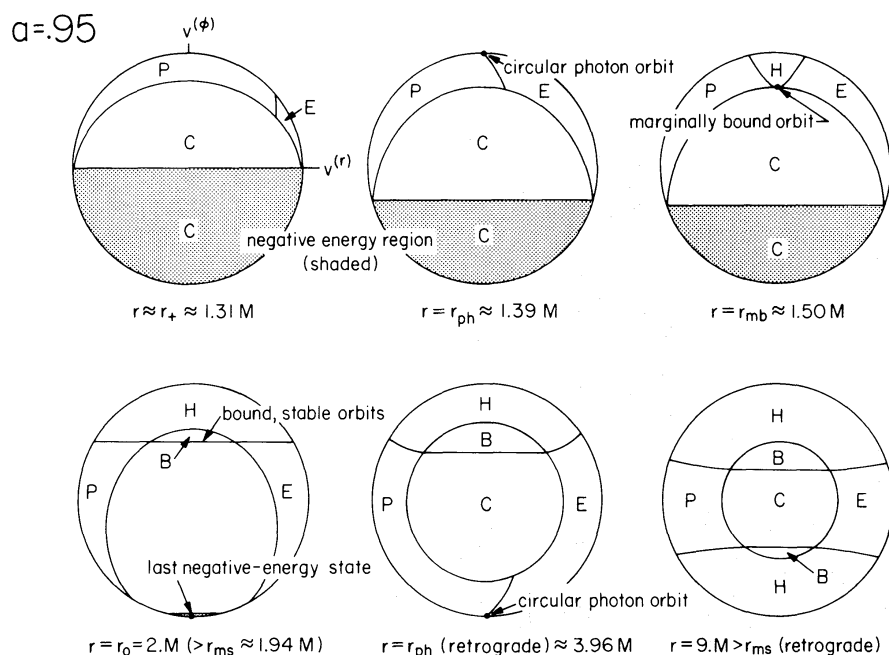 a=.95
v(φ)
P
E
C
v(r)
C
negative energy region
(shaded)
r ≈ r+ ≈ 1.31 M
circular photon orbit
P
E
C
C
r = rph ≈ 1.39 M
H
P
E
marginally bound orbit
C
C
r = rmb ≈ 1.50 M
H
bound, stable orbits
B
P
E
last negative-energy state
r = ro = 2.M (> rms ≈ 1.94 M)
H
B
P
C
E
circular photon orbit
r = rph (retrograde) ≈ 3.96 M
H
B
P
C
E
B
H
r = 9.M > rms (retrograde)